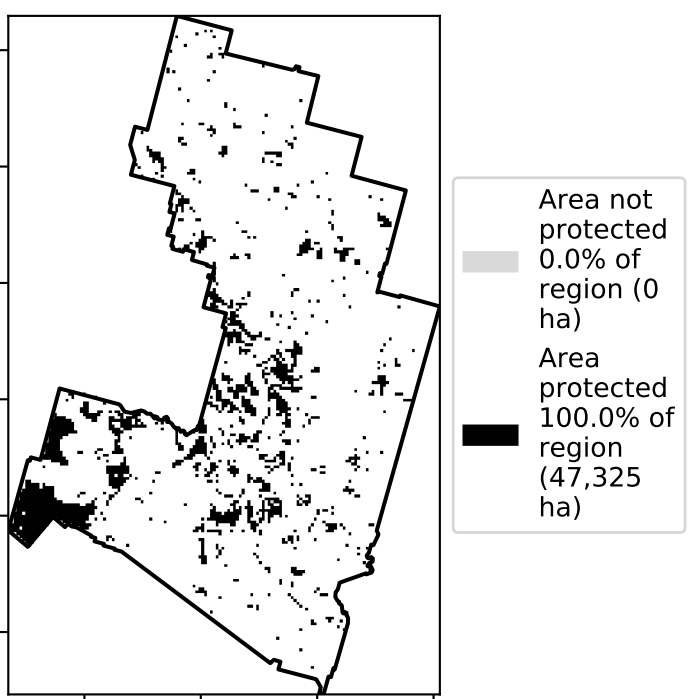 Area not
protected
0.0% of
region (0
ha)
Area
protected
100.0% of
region
(47,325
ha)